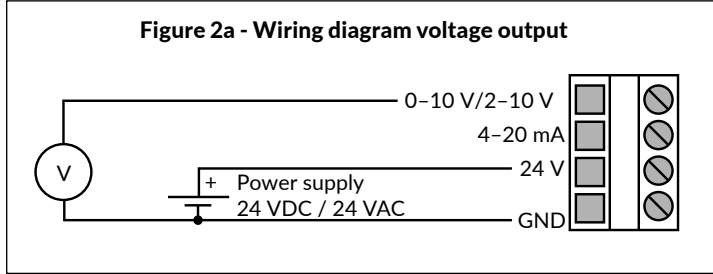 Figure 2a - Wiring diagram voltage output
0–10 V/2–10 V
4–20 mA
V
24 V
+ Power supply
24 VDC / 24 VAC
GND